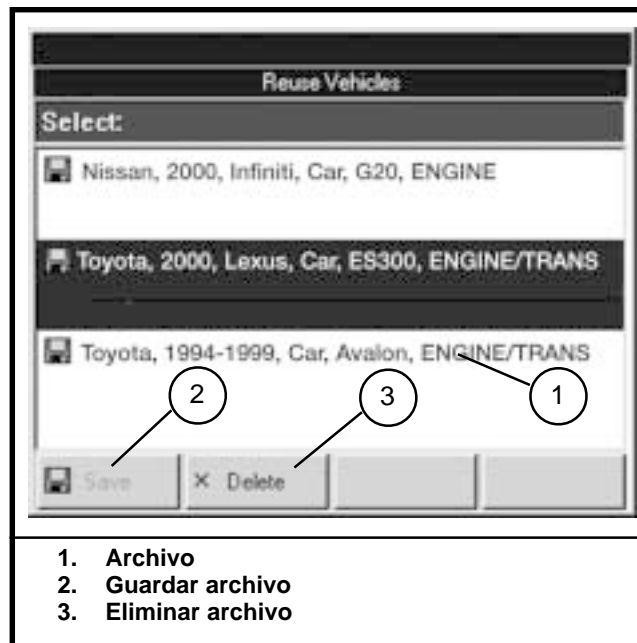 Reuse Vehicles
Select:
Nissan, 2000, Infiniti, Car, G20, ENGINE
Toyota, 2000, Lexus, Car, ES300, ENGINE/TRANS
Toyota, 1994-1999, Car, Avalon, ENGINE/TRANS
2
3
1
Save
× Delete
1. Archivo
2. Guardar archivo
3. Eliminar archivo